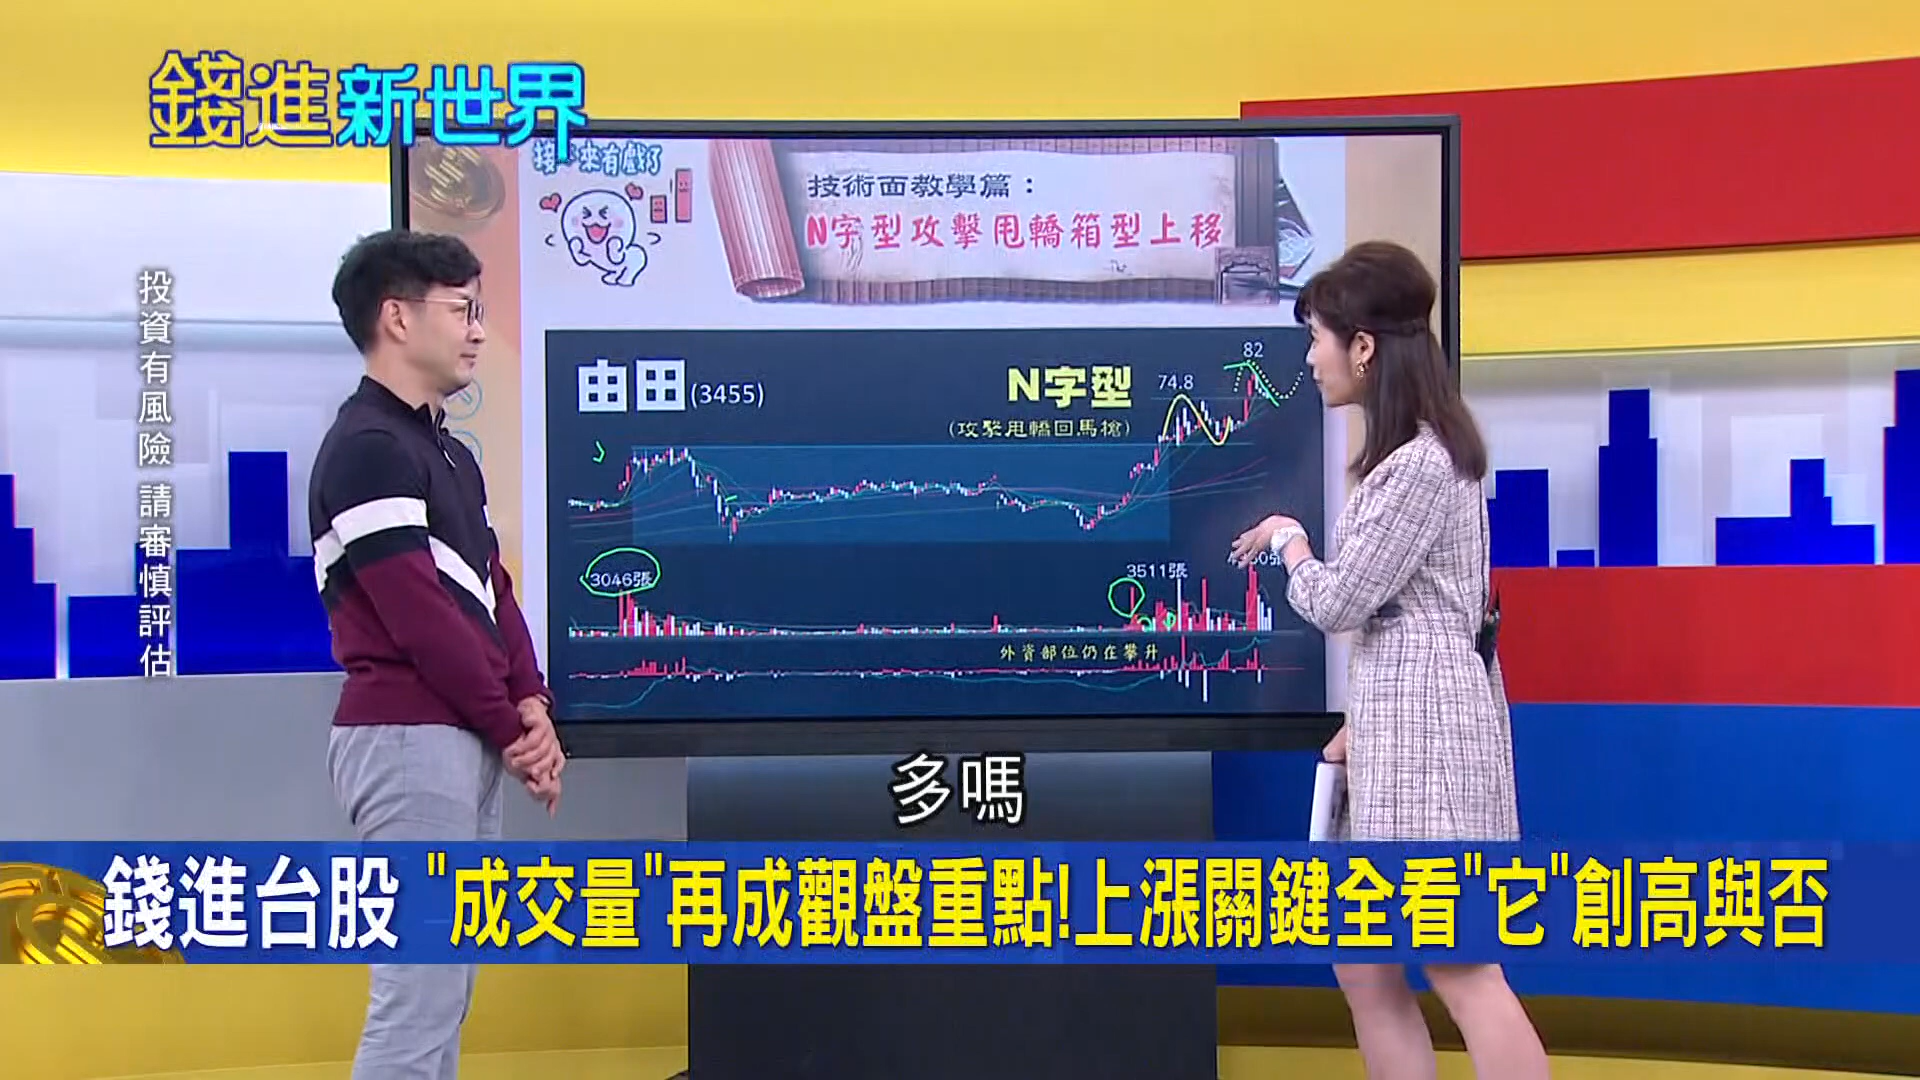 錢進新世界
接下來有戲了
技術面教學篇：
N字型攻擊甩轎箱型上移
投資有風險 請審慎評估
由田(3455)
N字型
(攻擊甩轎回馬槍)
74.8
82
3046張
3511張
外資部位仍在攀升
多嗎
錢進台股 "成交量"再成觀盤重點!上漲關鍵全看"它"創高與否